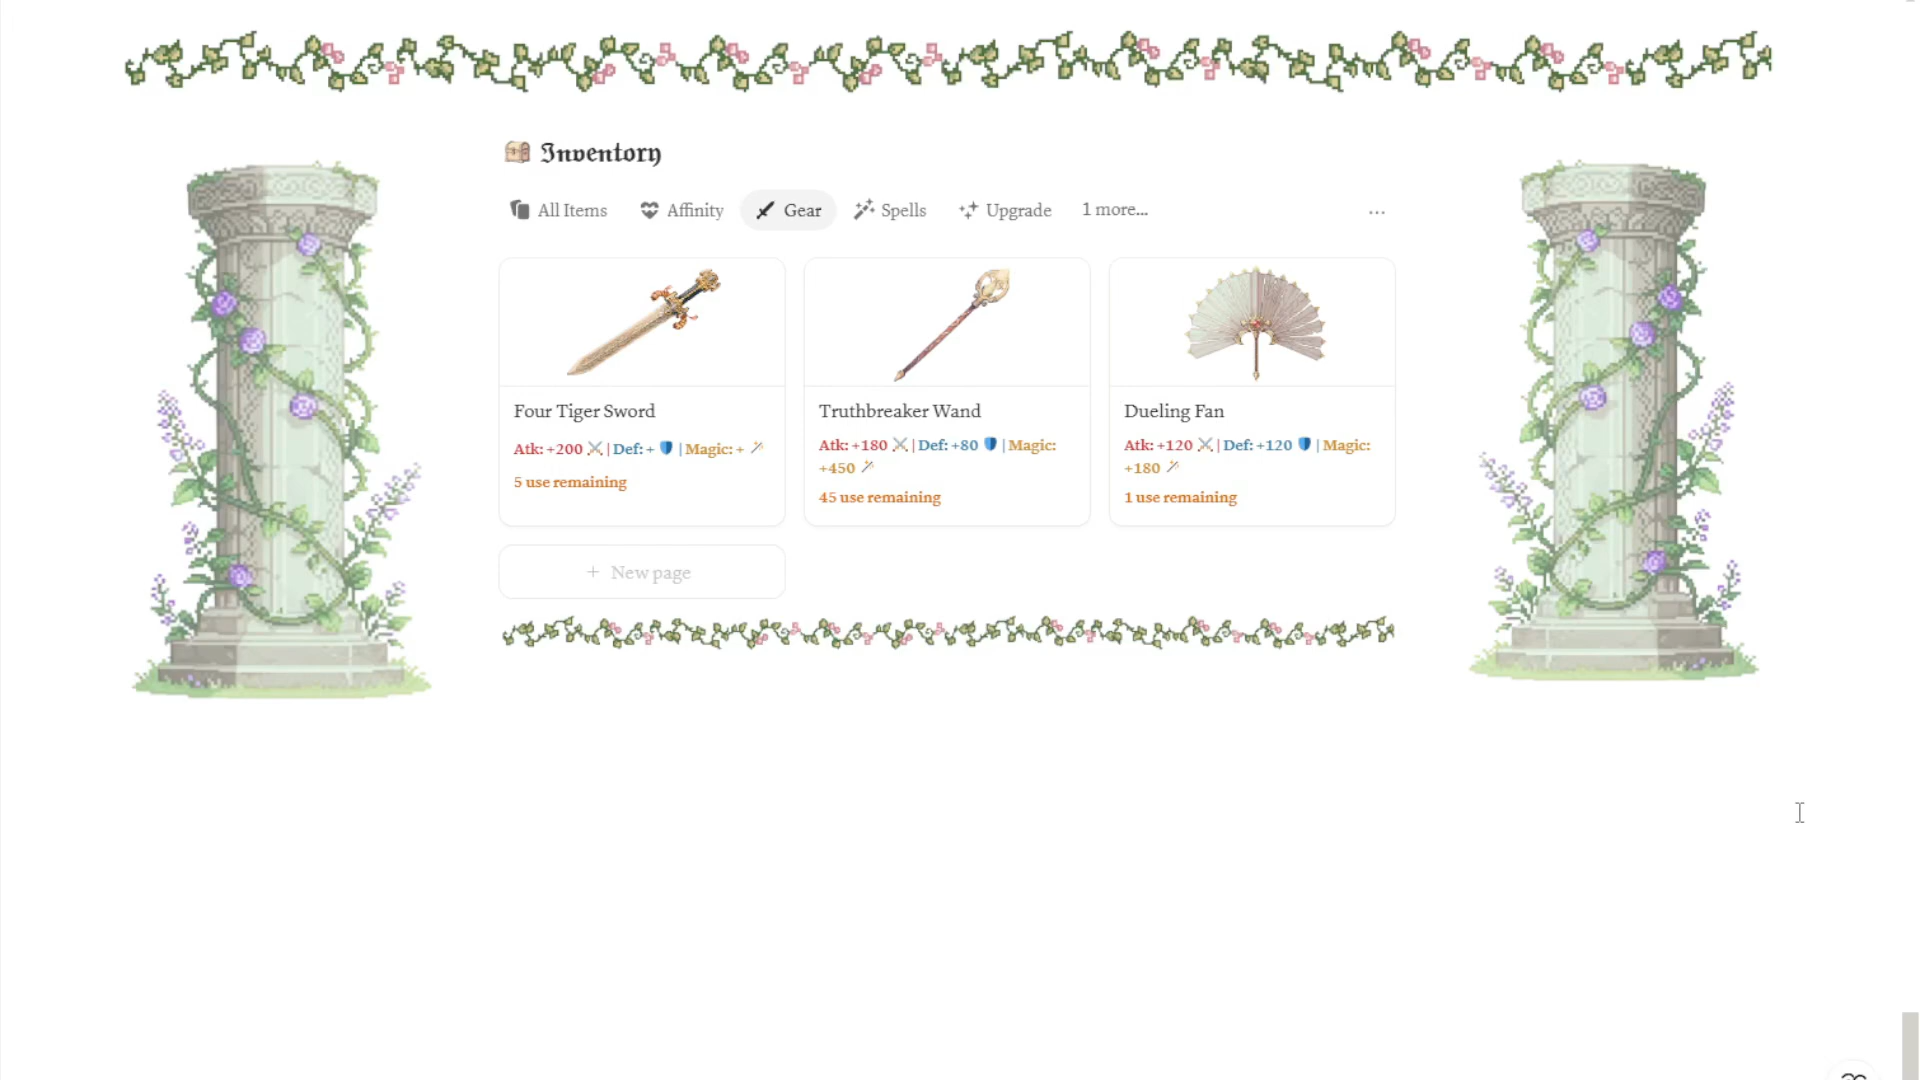 Inventory
All Items Affinity Gear Spells Upgrade 1 more... ...
Four Tiger Sword
Atk: +200 ⚔ | Def: + 🛡 | Magic: + 🪄
5 use remaining
Truthbreaker Wand
Atk: +180 ⚔ | Def: +80 🛡 | Magic:
+450 🪄
45 use remaining
Dueling Fan
Atk: +120 ⚔ | Def: +120 🛡 | Magic:
+180 🪄
1 use remaining
+ New page